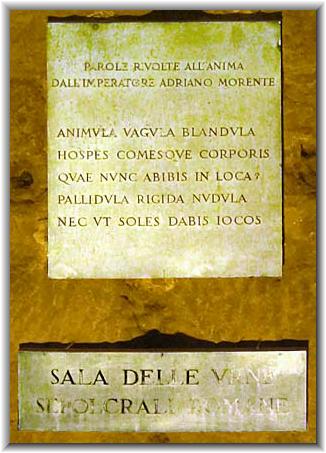 PAROLE RIVOLTE ALL'ANIMA
DALL'IMPERATORE ADRIANO MORENTE
ANIMVLA VAGVLA BLANDVLA
HOSPES COMESQVE CORPORIS
QVAE NVNC ABIBIS IN LOCA?
PALLIDVLA RIGIDA NVDVLA
NEC VT SOLES DABIS IOCOS
SALA DELLE VRNE
SEPOLCRALI ROMANE